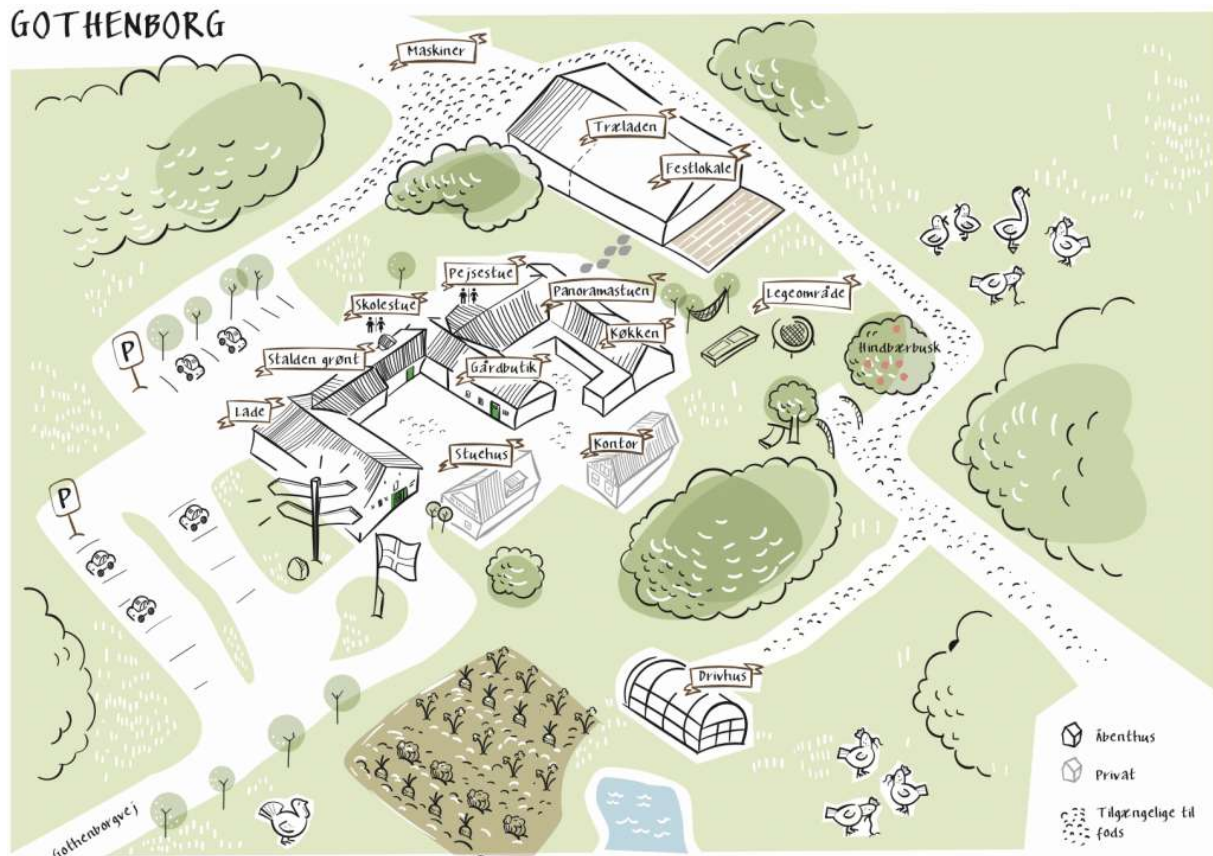 GOTHENBORG
Maskiner
Træladen
Festlokale
Pejsestue
Panoramastuen
Legeområde
Skolestue
Køkken
Hindbærbusk
Stalden grønt
Gårdbutik
P
Lade
Stuehus
Kontor
P
Drivhus
Åbenthus
Privat
Tilgængelige til
fods
Gothenborgvej